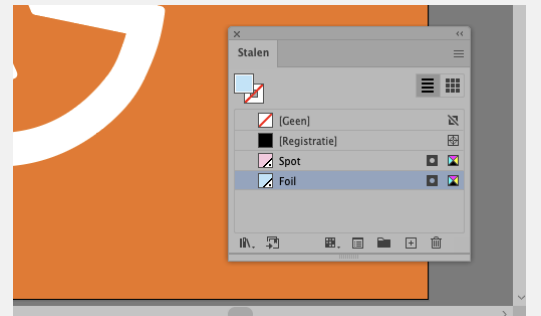 Stalen
[Geen]
[Registratie]
Spot
Foil